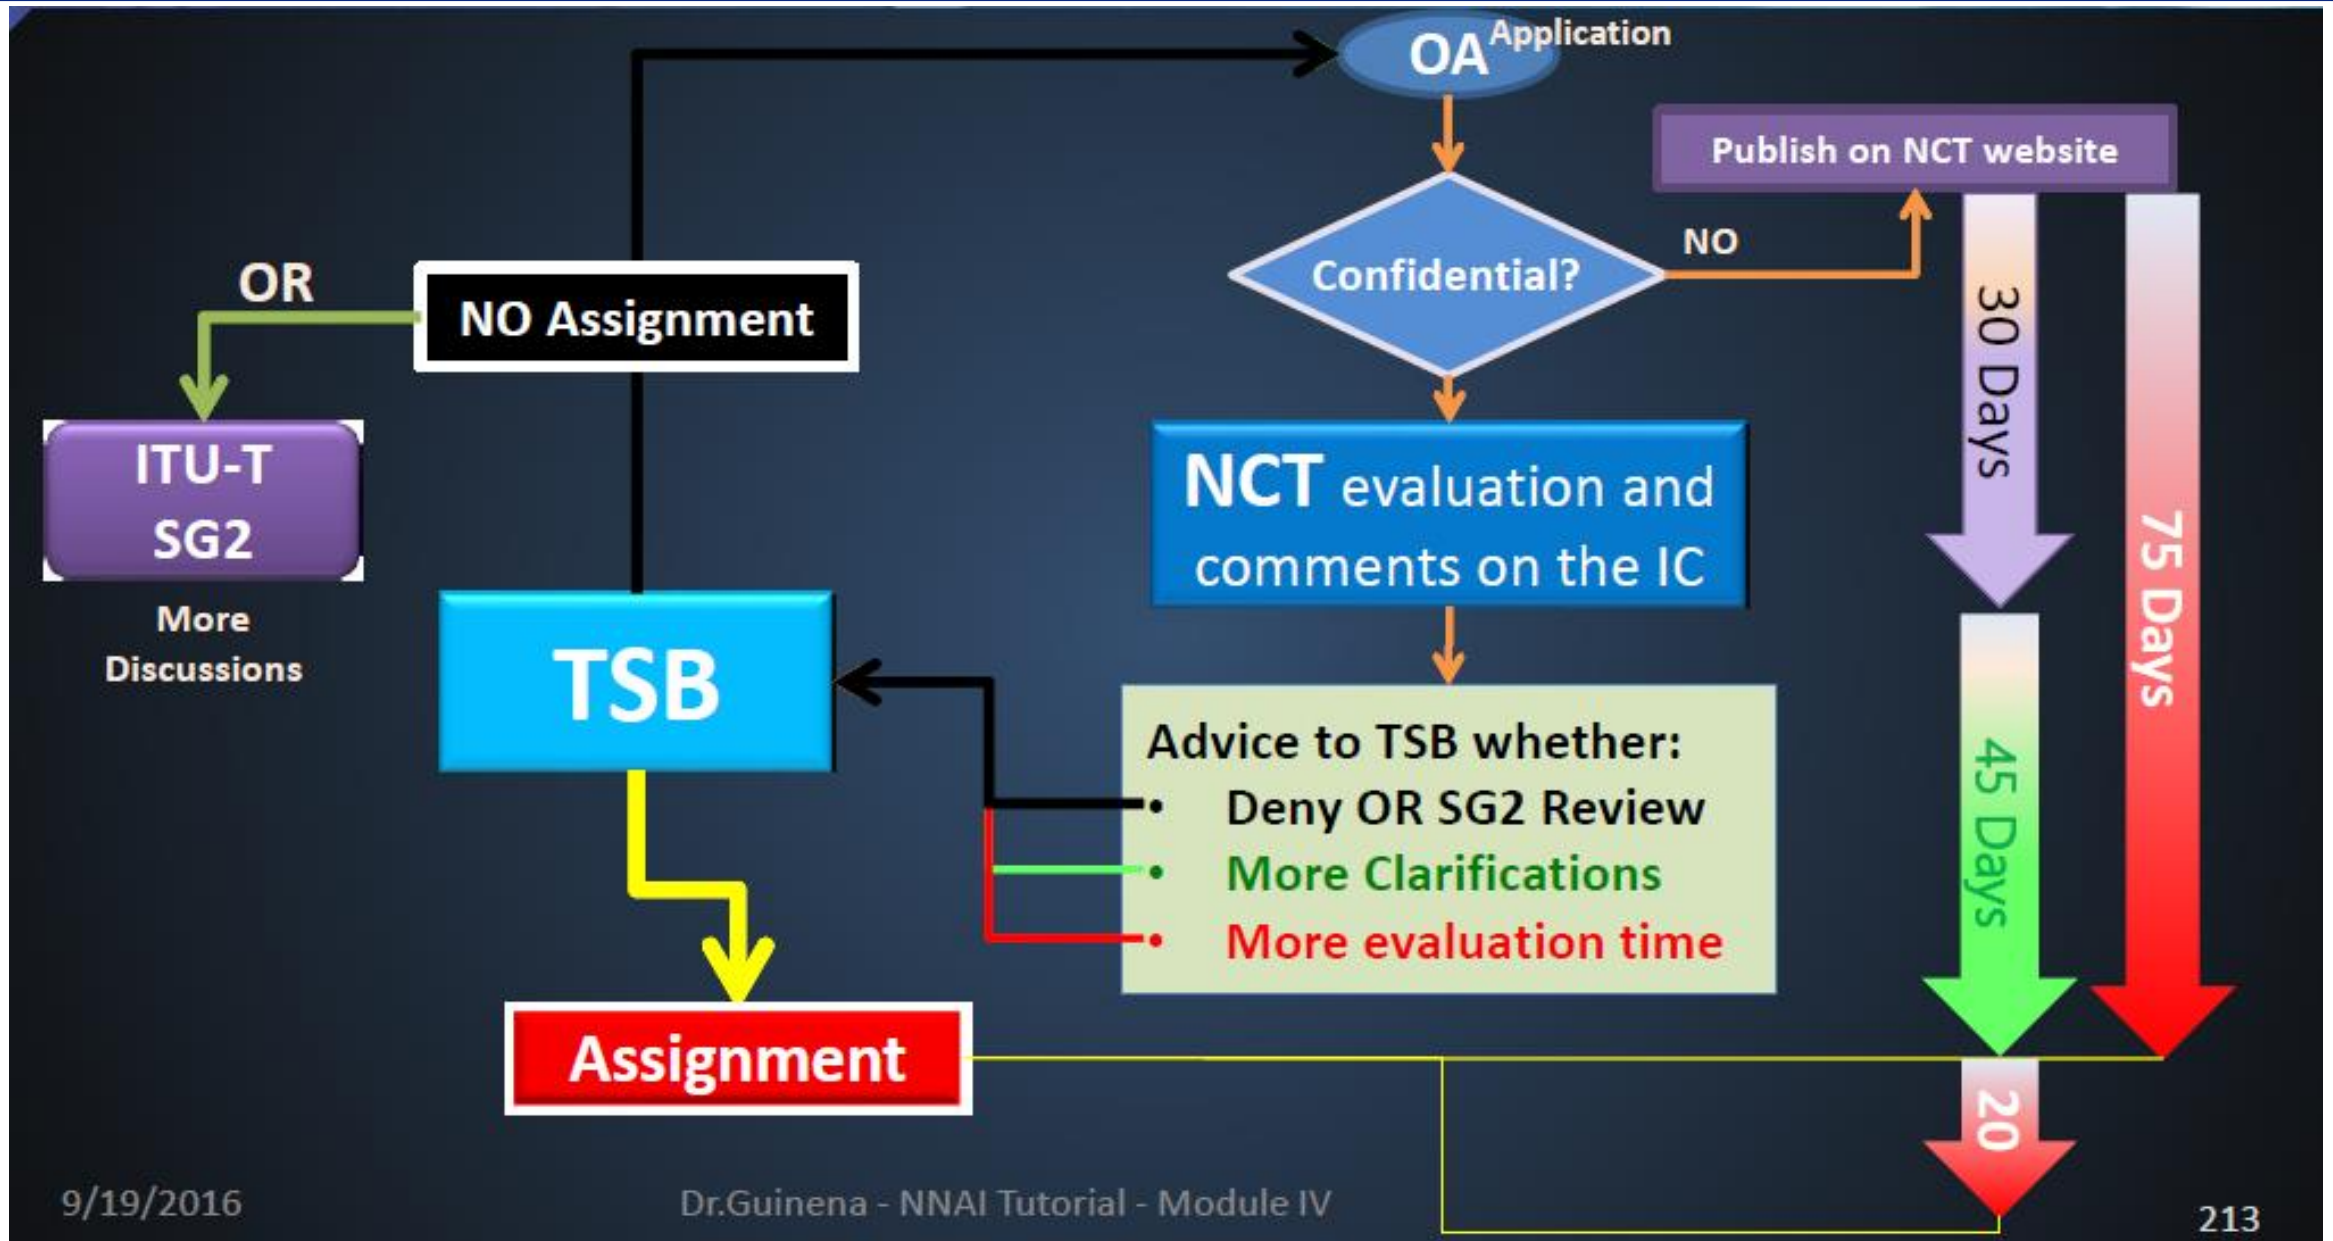 OA Application
Publish on NCT website
NO
Confidential?
OR
NO Assignment
30 Days
ITU-T
SG2
NCT evaluation and
comments on the IC
75 Days
More
Discussions
TSB
Advice to TSB whether:
• Deny OR SG2 Review
• More Clarifications
• More evaluation time
45 Days
Assignment
20
9/19/2016
Dr.Guinena - NNAI Tutorial - Module IV
213